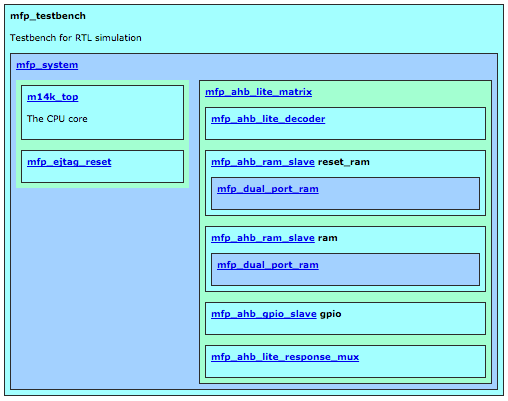 mfp_testbench
Testbench for RTL simulation
mfp_system
m14k_top
The CPU core
mfp_ejtag_reset
mfp_ahb_lite_matrix
mfp_ahb_lite_decoder
mfp_ahb_ram_slave reset_ram
mfp_dual_port_ram
mfp_ahb_ram_slave ram
mfp_dual_port_ram
mfp_ahb_gpio_slave gpio
mfp_ahb_lite_response_mux